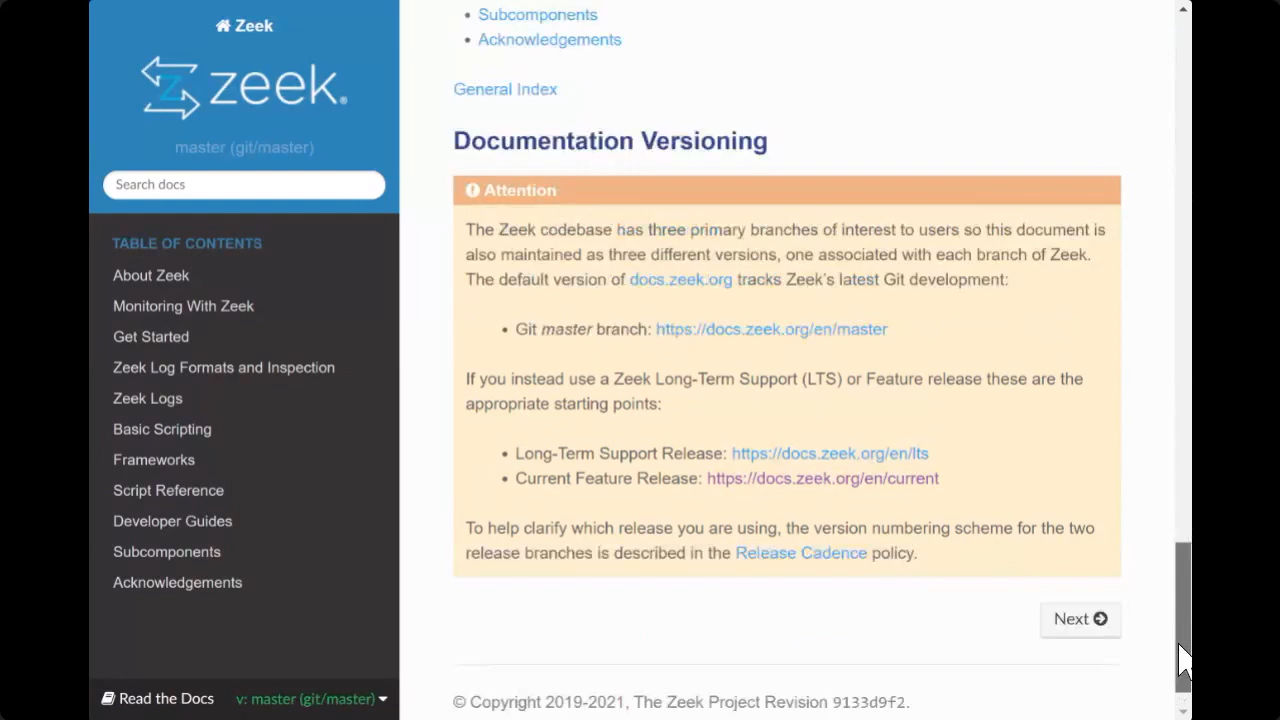 Zeek
zeek®
master (git/master)
Search docs
TABLE OF CONTENTS
About Zeek
Monitoring With Zeek
Get Started
Zeek Log Formats and Inspection
Zeek Logs
Basic Scripting
Frameworks
Script Reference
Developer Guides
Subcomponents
Acknowledgements
Read the Docs v: master (git/master)
• Subcomponents
• Acknowledgements
General Index
Documentation Versioning
Attention
The Zeek codebase has three primary branches of interest to users so this document is
also maintained as three different versions, one associated with each branch of Zeek.
The default version of docs.zeek.org tracks Zeek's latest Git development:
• Git master branch: https://docs.zeek.org/en/master
If you instead use a Zeek Long-Term Support (LTS) or Feature release these are the
appropriate starting points:
• Long-Term Support Release: https://docs.zeek.org/en/lts
• Current Feature Release: https://docs.zeek.org/en/current
To help clarify which release you are using, the version numbering scheme for the two
release branches is described in the Release Cadence policy.
Next
© Copyright 2019-2021, The Zeek Project Revision 9133d9f2.